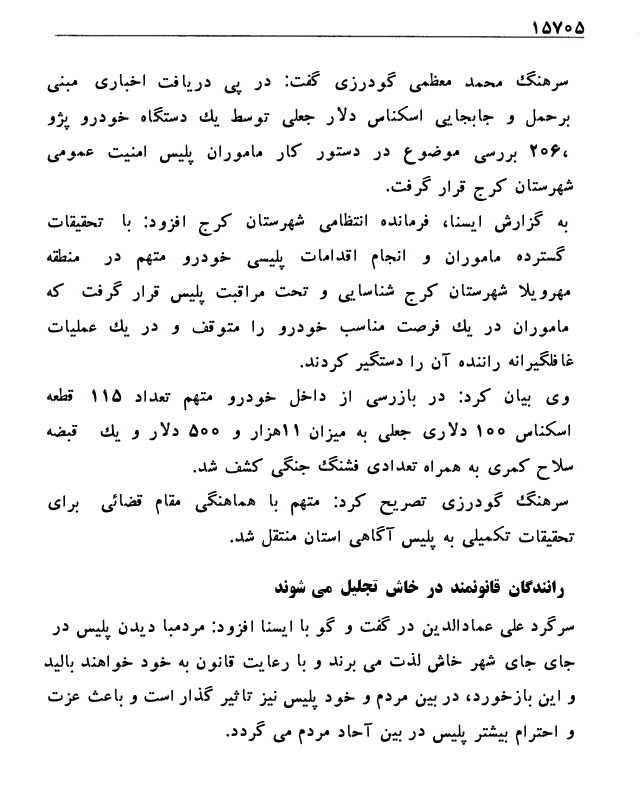 ۱۵۷۰۵
سرهنگ محمد معظمی گودرزی گفت: در پی دریافت اخباری مبنی
برحمل و جابجایی اسکناس دلار جعلی توسط یك دستگاه خودرو پژو
۲۰۶، بررسی موضوع در دستور کار ماموران پلیس امنیت عمومی
شهرستان کرج قرار گرفت.
به گزارش ایسنا، فرمانده انتظامی شهرستان کرج افزود: با تحقیقات
گسترده ماموران و انجام اقدامات پلیسی خودرو متهم در منطقه
مهرویلا شهرستان کرج شناسایی و تحت مراقبت پلیس قرار گرفت که
ماموران در یك فرصت مناسب خودرو را متوقف و در یك عملیات
غافلگیرانه راننده آن را دستگیر کردند.
وی بیان کرد: در بازرسی از داخل خودرو متهم تعداد ۱۱۵ قطعه
اسکناس ۱۰۰ دلاری جعلی به میزان ۱۱هزار و ۵۰۰ دلار و یك قبضه
سلاح کمری به همراه تعدادی فشنگ جنگی کشف شد.
سرهنگ گودرزی تصریح کرد: متهم با هماهنگی مقام قضائی برای
تحقیقات تکمیلی به پلیس آگاهی استان منتقل شد.
رانندگان قانونمند در خاش تجلیل می شوند
سرگرد علی عمادالدین در گفت و گو با ایسنا افزود: مردمبا دیدن پلیس در
جای جای شهر خاش لذت می برند و با رعایت قانون به خود خواهند بالید
و این بازخورد، در بین مردم و خود پلیس نیز تاثیر گذار است و باعث عزت
و احترام بیشتر پلیس در بین آحاد مردم می گردد.